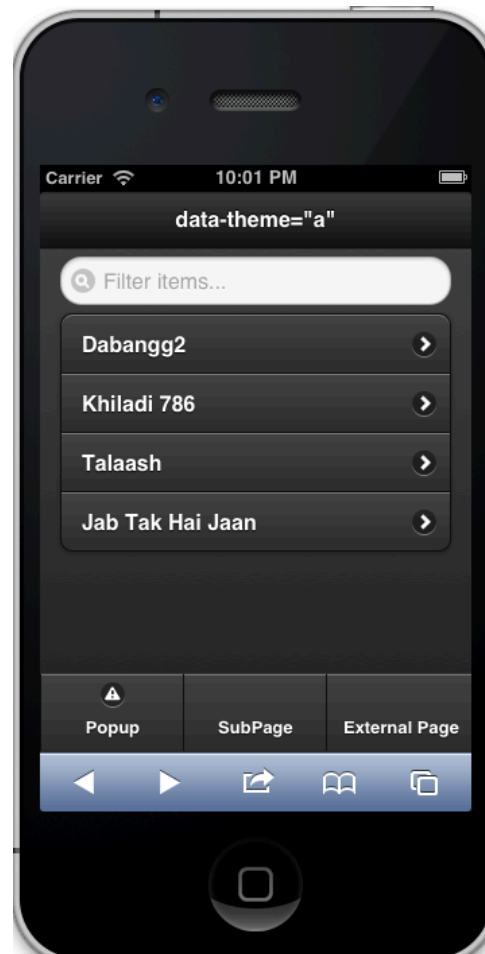 Carrier 10:01 PM
data-theme="a"
Filter items...
Dabangg2
Khiladi 786
Talaash
Jab Tak Hai Jaan
Popup SubPage External Page